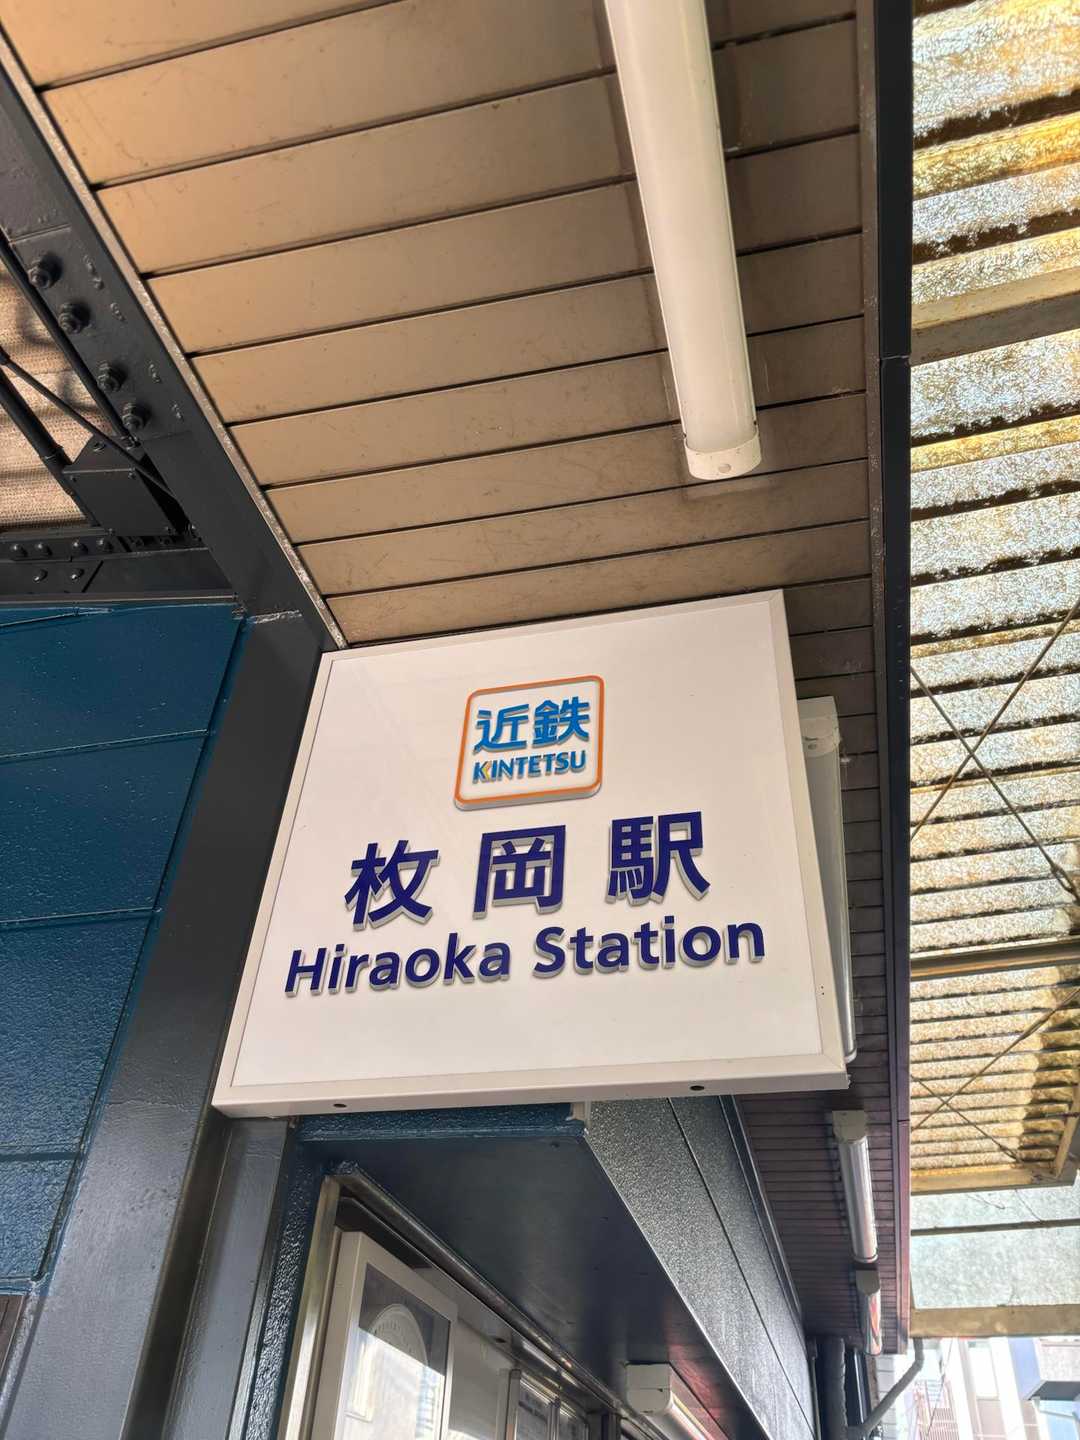 近鉄
KINTETSU
枚岡駅
Hiraoka Station